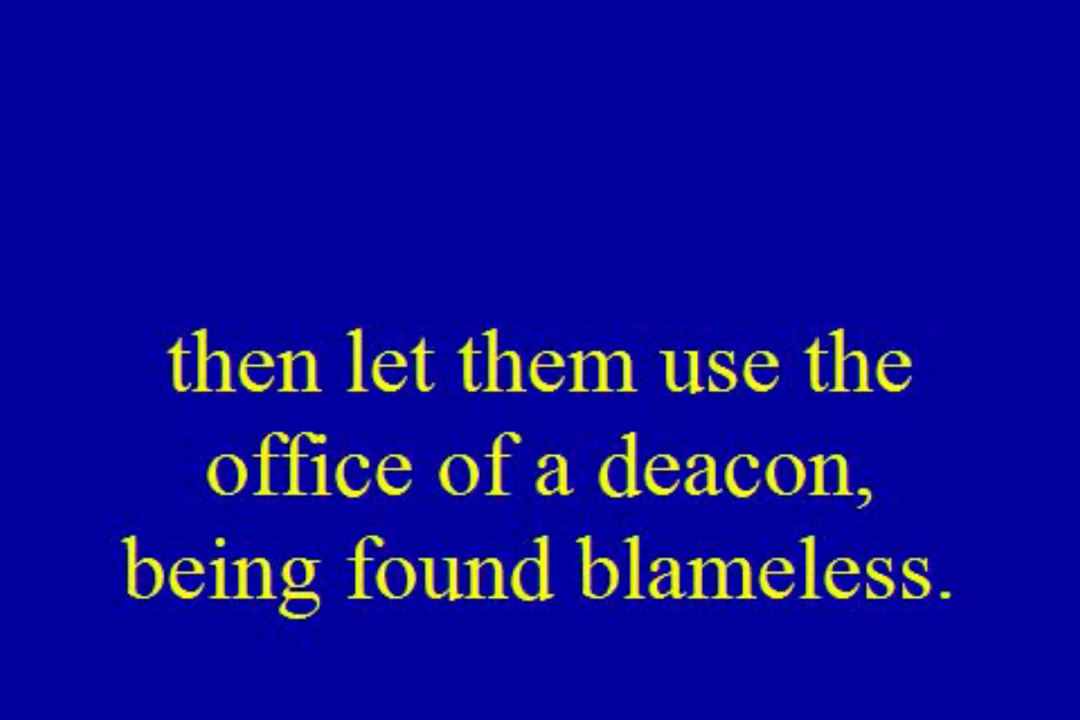 then let them use the
office of a deacon,
being found blameless.